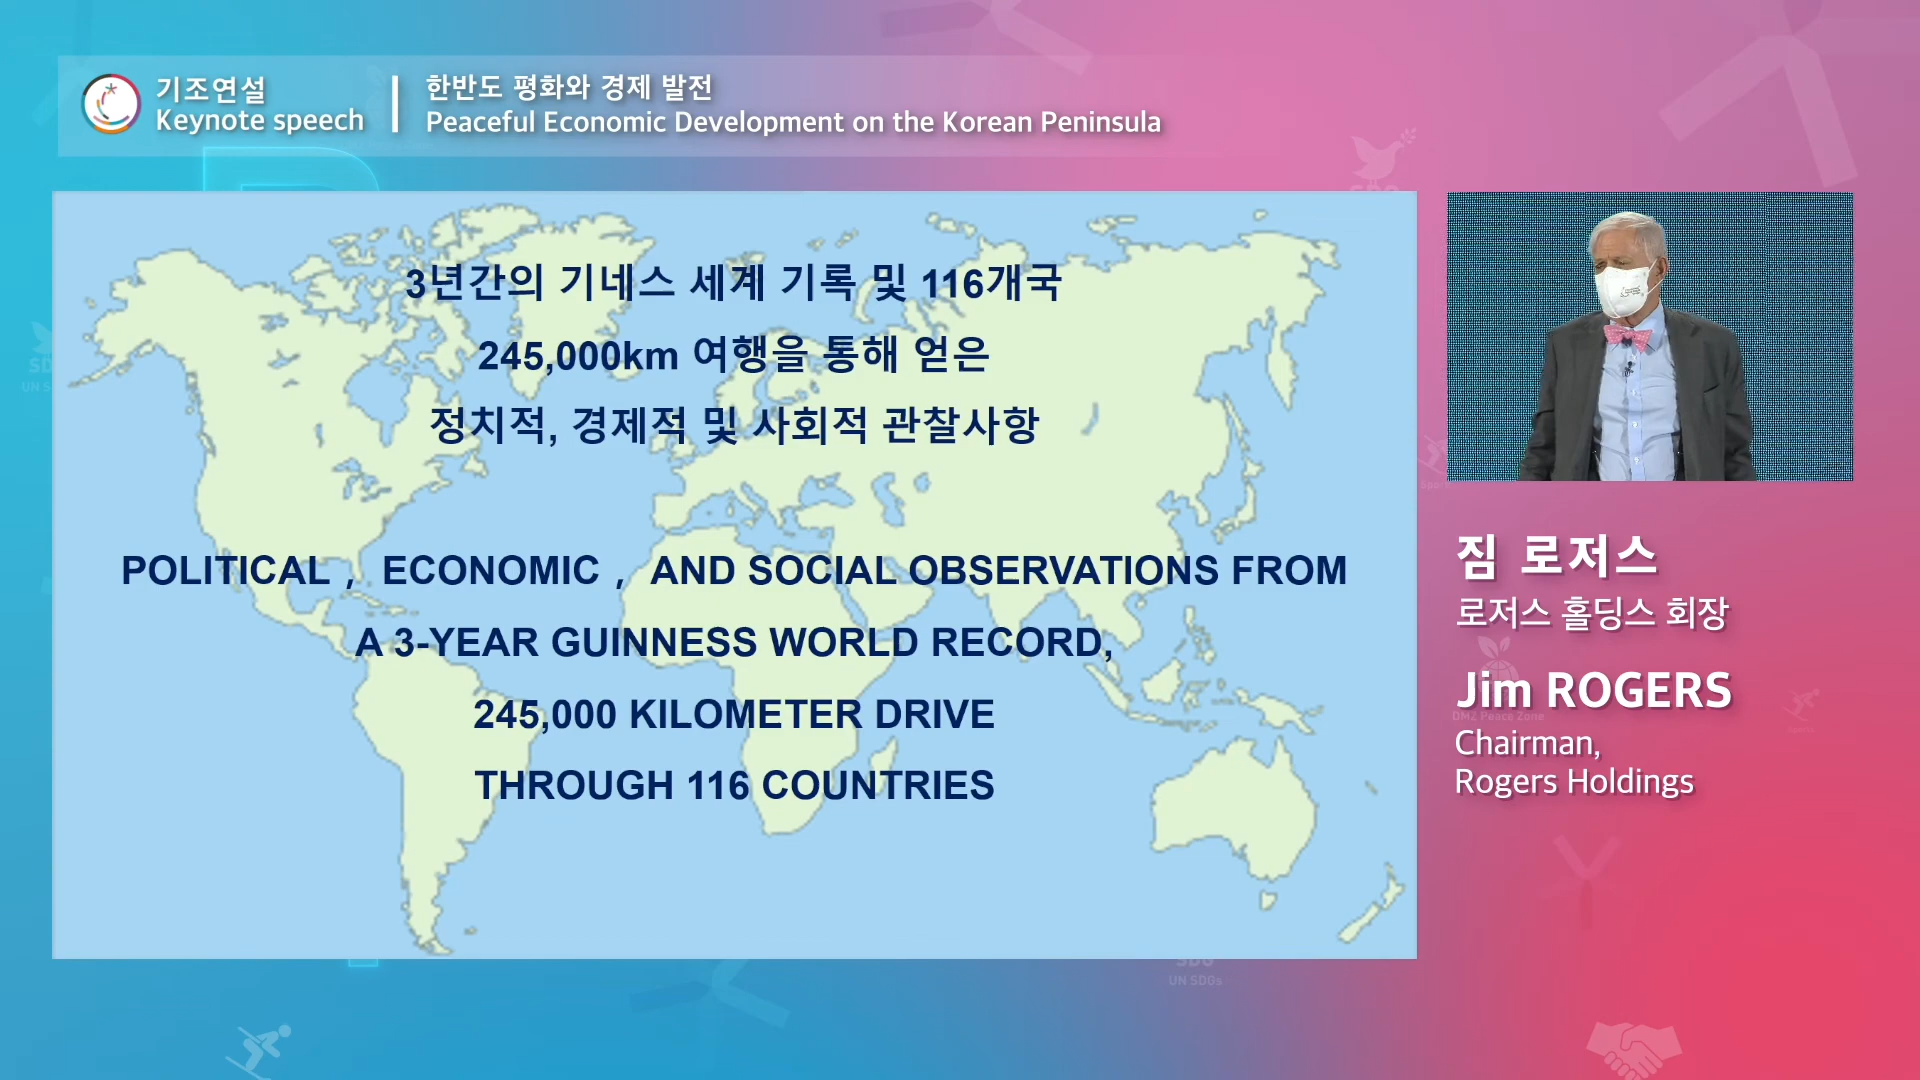 기조연설
Keynote speech
한반도 평화와 경제 발전
Peaceful Economic Development on the Korean Peninsula
3년간의 기네스 세계 기록 및 116개국
245,000km 여행을 통해 얻은
정치적, 경제적 및 사회적 관찰사항
POLITICAL , ECONOMIC , AND SOCIAL OBSERVATIONS FROM
A 3-YEAR GUINNESS WORLD RECORD,
245,000 KILOMETER DRIVE
THROUGH 116 COUNTRIES
짐 로저스
로저스 홀딩스 회장
Jim ROGERS
DMZ Peace Zone
Chairman,
Rogers Holdings
SDG
UN SDGs